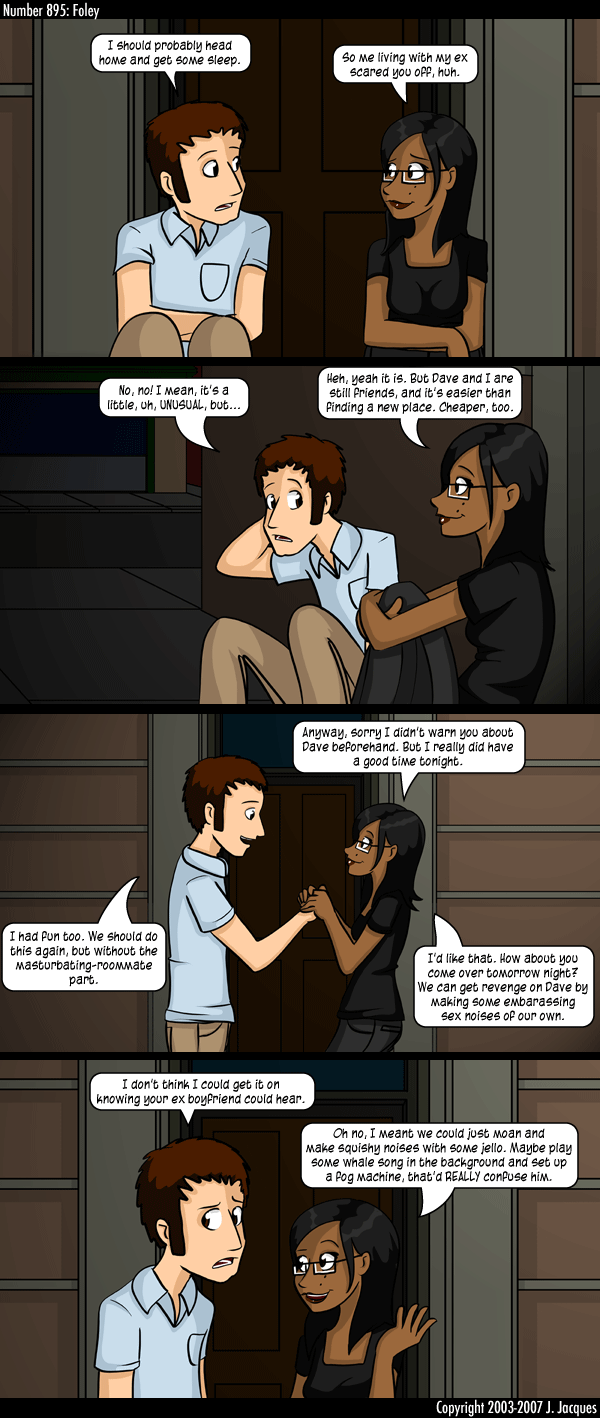 Number 895: Foley
I should probably head
home and get some sleep.
So me living with my ex
scared you off, huh.
No, no! I mean, it's a
little, uh, UNUSUAL, but...
Heh, yeah it is. But Dave and I are
still friends, and it's easier than
finding a new place. Cheaper, too.
Anyway, sorry I didn't warn you about
Dave beforehand. But I really did have
a good time tonight.
I had fun too. We should do
this again, but without the
masturbating-roommate
part.
I'd like that. How about you
come over tomorrow night?
We can get revenge on Dave by
making some embarassing
sex noises of our own.
I don't think I could get it on
knowing your ex boyfriend could hear.
Oh no, I meant we could just moan and
make squishy noises with some jello. Maybe play
some whale song in the background and set up
a fog machine, that'd REALLY confuse him.
Copyright 2003-2007 J. Jacques